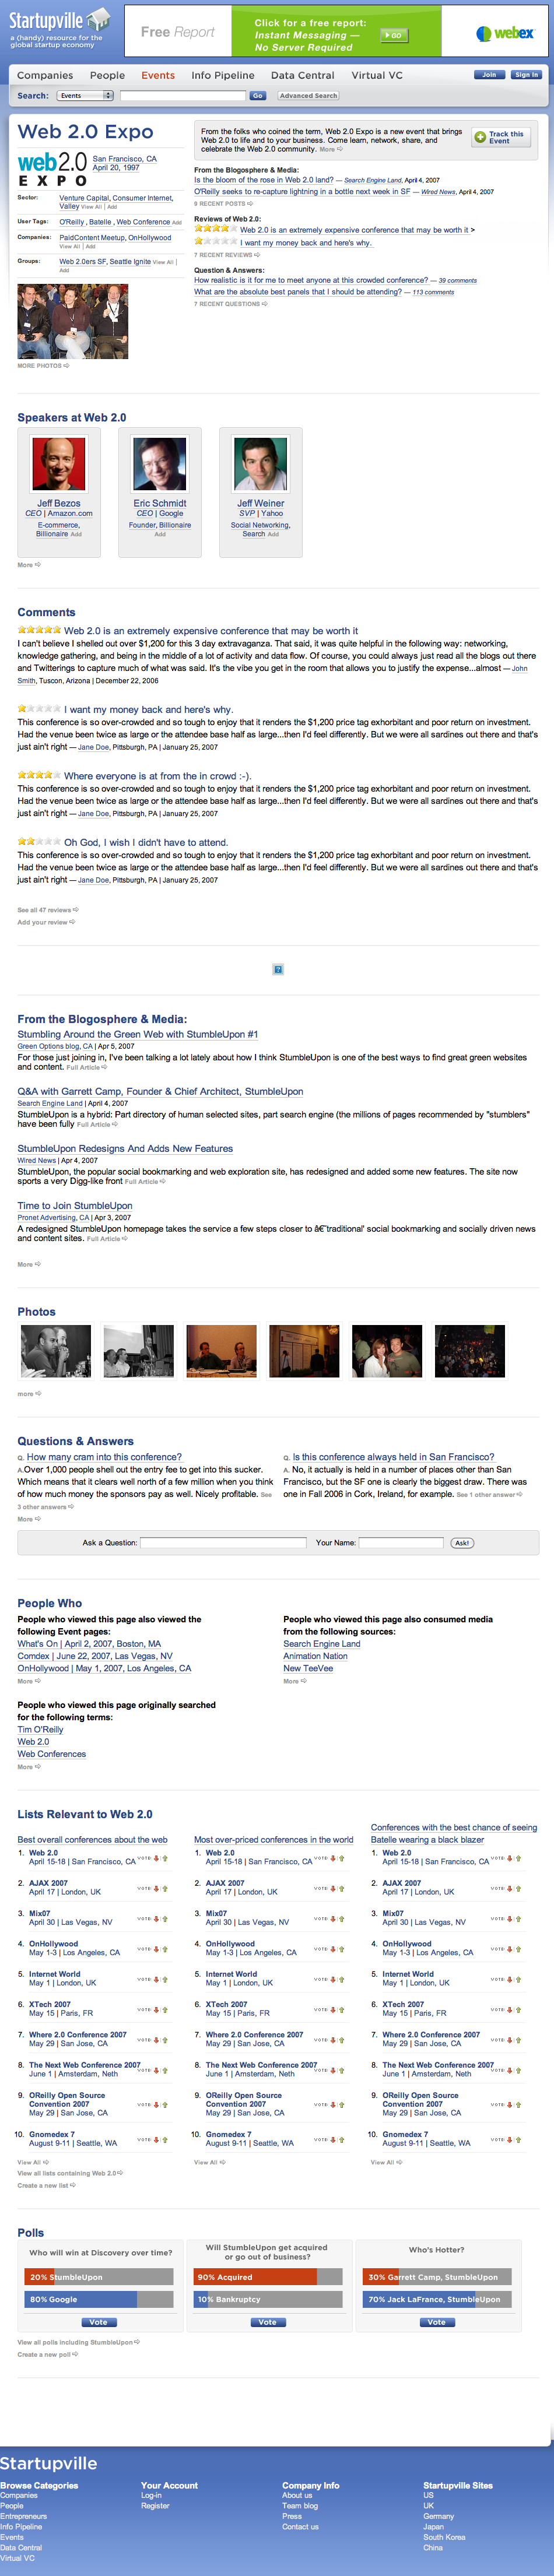 Startupville
a (handy) resource for the
global startup economy
Free Report
Click for a free report:
Instant Messaging —
No Server Required
GO
webex
Companies People Events Info Pipeline Data Central Virtual VC Join Sign In
Search: Events Go Advanced Search
Web 2.0 Expo
web2.0
EXPO
San Francisco, CA
April 20, 1997
Sector: Venture Capital, Consumer Internet,
Valley View All | Add
User Tags: O'Reilly , Batelle , Web Conference Add
Companies: PaidContent Meetup, OnHollywood
View All | Add
Groups: Web 2.0ers SF, Seattle Ignite View All |
Add
MORE PHOTOS
From the folks who coined the term, Web 2.0 Expo is a new event that brings
Web 2.0 to life and to your business. Come learn, network, share, and
celebrate the Web 2.0 community. More
Track this
Event
From the Blogosphere & Media:
Is the bloom of the rose in Web 2.0 land? — Search Engine Land, April 4, 2007
O'Reilly seeks to re-capture lightning in a bottle next week in SF — Wired News, April 4, 2007
9 RECENT POSTS
Reviews of Web 2.0:
Web 2.0 is an extremely expensive conference that may be worth it >
I want my money back and here's why.
7 RECENT REVIEWS
Question & Answers:
How realistic is it for me to meet anyone at this crowded conference? — 39 comments
What are the absolute best panels that I should be attending? — 113 comments
7 RECENT QUESTIONS
Speakers at Web 2.0
Jeff Bezos
CEO | Amazon.com
E-commerce,
Billionaire Add
Eric Schmidt
CEO | Google
Founder, Billionaire
Add
Jeff Weiner
SVP | Yahoo
Social Networking,
Search Add
More
Comments
Web 2.0 is an extremely expensive conference that may be worth it
I can't believe I shelled out over $1,200 for this 3 day extravaganza. That said, it was quite helpful in the following way: networking,
knowledge gathering, and being in the middle of a lot of activity and data flow. Of course, you could always just read all the blogs out there
and Twitterings to capture much of what was said. It's the vibe you get in the room that allows you to justify the expense...almost — John
Smith, Tuscon, Arizona | December 22, 2006
I want my money back and here's why.
This conference is so over-crowded and so tough to enjoy that it renders the $1,200 price tag exhorbitant and poor return on investment.
Had the venue been twice as large or the attendee base half as large...then I'd feel differently. But we were all sardines out there and that's
just ain't right — Jane Doe, Pittsburgh, PA | January 25, 2007
Where everyone is at from the in crowd :-).
This conference is so over-crowded and so tough to enjoy that it renders the $1,200 price tag exhorbitant and poor return on investment.
Had the venue been twice as large or the attendee base half as large...then I'd feel differently. But we were all sardines out there and that's
just ain't right — Jane Doe, Pittsburgh, PA | January 25, 2007
Oh God, I wish I didn't have to attend.
This conference is so over-crowded and so tough to enjoy that it renders the $1,200 price tag exhorbitant and poor return on investment.
Had the venue been twice as large or the attendee base half as large...then I'd feel differently. But we were all sardines out there and that's
just ain't right — Jane Doe, Pittsburgh, PA | January 25, 2007
See all 47 reviews
Add your review
?
From the Blogosphere & Media:
Stumbling Around the Green Web with StumbleUpon #1
Green Options blog, CA | Apr 5, 2007
For those just joining in, I've been taking a lot lately about how I think StumbleUpon is one of the best ways to find great green websites
and content. Full Article
Q&A with Garrett Camp, Founder & Chief Architect, StumbleUpon
Search Engine Land | April 4, 2007
StumbleUpon is a hybrid: Part directory of human selected sites, part search engine (the millions of pages recommended by "stumblers"
have been fully Full Article
StumbleUpon Redesigns And Adds New Features
Wired News | Apr 4, 2007
StumbleUpon, the popular social bookmarking and web exploration site, has redesigned and added some new features. The site now
sports a very Digg-like front Full Article
Time to Join StumbleUpon
Pronet Advertising, CA | Apr 3, 2007
A redesigned StumbleUpon homepage takes the service a few steps closer to â€˜traditional' social bookmarking and socially driven news
and content sites. Full Article
More
Photos
more
Questions & Answers
Q. How many cram into this conference?
A.Over 1,000 people shell out the entry fee to get into this sucker.
Which means that it clears well north of a few million when you think
of how much money the sponsors pay as well. Nicely profitable. See
3 other answers
More
Q. Is this conference always held in San Francisco?
A. No, it actually is held in a number of places other than San
Francisco, but the SF one is clearly the biggest draw. There was
one in Fall 2006 in Cork, Ireland, for example. See 1 other answer
Ask a Question: Your Name: Ask!
People Who
People who viewed this page also viewed the
following Event pages:
What's On | April 2, 2007, Boston, MA
Comdex | June 22, 2007, Las Vegas, NV
OnHollywood | May 1, 2007, Los Angeles, CA
More
People who viewed this page also consumed media
from the following sources:
Search Engine Land
Animation Nation
New TeeVee
More
People who viewed this page originally searched
for the following terms:
Tim O'Reilly
Web 2.0
Web Conferences
More
Lists Relevant to Web 2.0
Best overall conferences about the web
1. Web 2.0
April 15-18 | San Francisco, CA VOTE:
2. AJAX 2007
April 17 | London, UK VOTE:
3. Mix07
April 30 | Las Vegas, NV VOTE:
4. OnHollywood
May 1-3 | Los Angeles, CA VOTE:
5. Internet World
May 1 | London, UK VOTE:
6. XTech 2007
May 15 | Paris, FR VOTE:
7. Where 2.0 Conference 2007
May 29 | San Jose, CA VOTE:
8. The Next Web Conference 2007
June 1 | Amsterdam, Neth VOTE:
9. OReilly Open Source
Convention 2007
May 29 | San Jose, CA VOTE:
10. Gnomedex 7
August 9-11 | Seattle, WA VOTE:
View All
View all lists containing Web 2.0
Create a new list
Most over-priced conferences in the world
1. Web 2.0
April 15-18 | San Francisco, CA VOTE:
2. AJAX 2007
April 17 | London, UK VOTE:
3. Mix07
April 30 | Las Vegas, NV VOTE:
4. OnHollywood
May 1-3 | Los Angeles, CA VOTE:
5. Internet World
May 1 | London, UK VOTE:
6. XTech 2007
May 15 | Paris, FR VOTE:
7. Where 2.0 Conference 2007
May 29 | San Jose, CA VOTE:
8. The Next Web Conference 2007
June 1 | Amsterdam, Neth VOTE:
9. OReilly Open Source
Convention 2007
May 29 | San Jose, CA VOTE:
10. Gnomedex 7
August 9-11 | Seattle, WA VOTE:
View All
Conferences with the best chance of seeing
Batelle wearing a black blazer
1. Web 2.0
April 15-18 | San Francisco, CA VOTE:
2. AJAX 2007
April 17 | London, UK VOTE:
3. Mix07
April 30 | Las Vegas, NV VOTE:
4. OnHollywood
May 1-3 | Los Angeles, CA VOTE:
5. Internet World
May 1 | London, UK VOTE:
6. XTech 2007
May 15 | Paris, FR VOTE:
7. Where 2.0 Conference 2007
May 29 | San Jose, CA VOTE:
8. The Next Web Conference 2007
June 1 | Amsterdam, Neth VOTE:
9. OReilly Open Source
Convention 2007
May 29 | San Jose, CA VOTE:
10. Gnomedex 7
August 9-11 | Seattle, WA VOTE:
View All
Polls
Who will win at Discovery over time?
20% StumbleUpon
80% Google
Vote
Will StumbleUpon get acquired
or go out of business?
90% Acquired
10% Bankruptcy
Vote
Who's Hotter?
30% Garrett Camp, StumbleUpon
70% Jack LaFrance, StumbleUpon
Vote
View all polls including StumbleUpon
Create a new poll
Startupville
Browse Categories
Companies
People
Entrepreneurs
Info Pipeline
Events
Data Central
Virtual VC
Your Account
Log-in
Register
Company Info
About us
Team blog
Press
Contact us
Startupville Sites
US
UK
Germany
Japan
South Korea
China